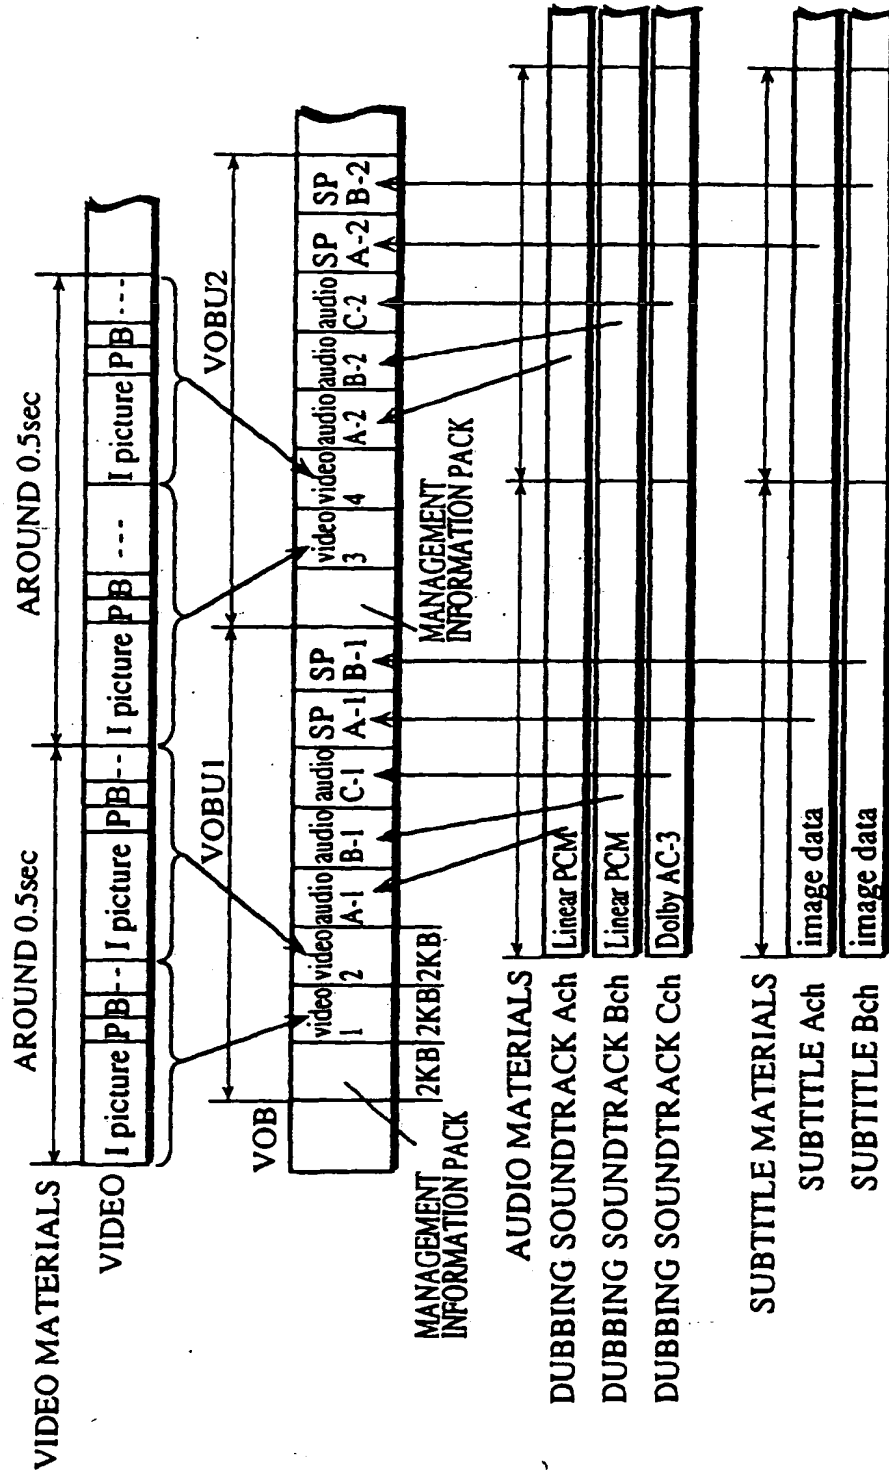 VIDEO MATERIALS
AROUND 0.5sec
AROUND 0.5sec
VIDEO
I picture P B -- I picture P B -- I picture P B --- I picture P B ---
VOB
VOBU1
VOBU2
video 1
video 2
audio A-1
audio B-1
audio C-1
SP A-1
SP B-1
video 3
video 4
audio A-2
audio B-2
audio C-2
SP A-2
SP B-2
2KB 2KB 2KB
MANAGEMENT
INFORMATION PACK
MANAGEMENT
INFORMATION PACK
AUDIO MATERIALS
DUBBING SOUNDTRACK Ach Linear PCM
DUBBING SOUNDTRACK Bch Linear PCM
DUBBING SOUNDTRACK Cch Dolby AC-3
SUBTITLE MATERIALS
SUBTITLE Ach image data
SUBTITLE Bch image data